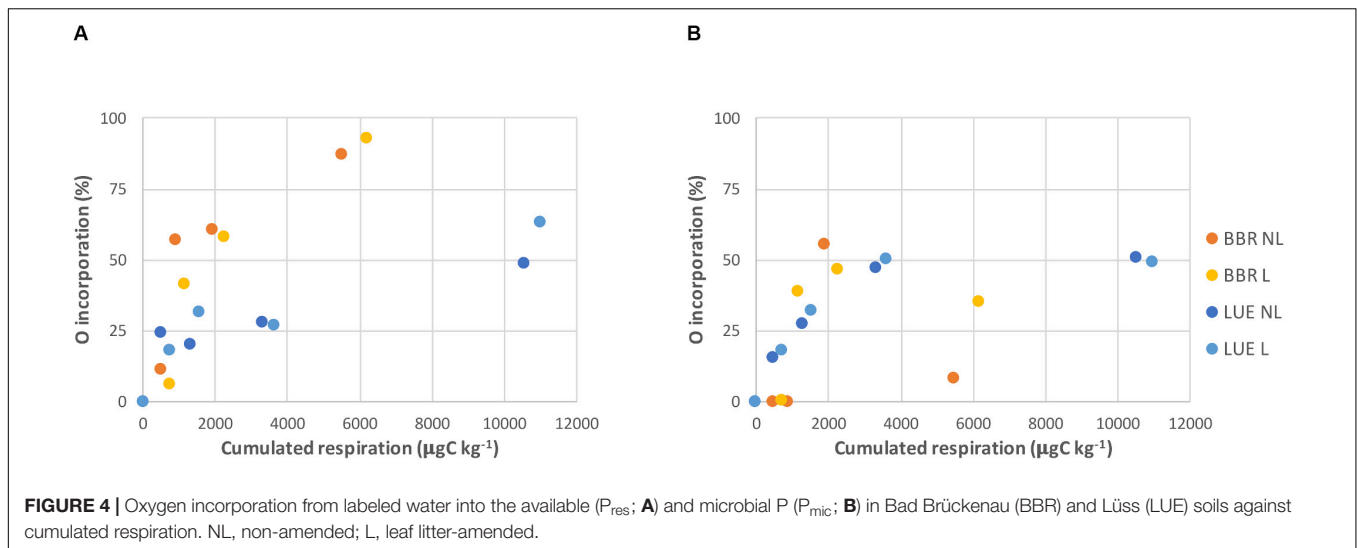 A
B
O incorporation (%)
100
75
50
25
0
0 2000 4000 6000 8000 10000 12000
Cumulated respiration (µgC kg⁻¹)
O incorporation (%)
100
75
50
25
0
0 2000 4000 6000 8000 10000 12000
Cumulated respiration (µgC kg⁻¹)
BBR NL
BBR L
LUE NL
LUE L
FIGURE 4 | Oxygen incorporation from labeled water into the available (Pres; A) and microbial P (Pmic; B) in Bad Brückenau (BBR) and Lüss (LUE) soils against
cumulated respiration. NL, non-amended; L, leaf litter-amended.